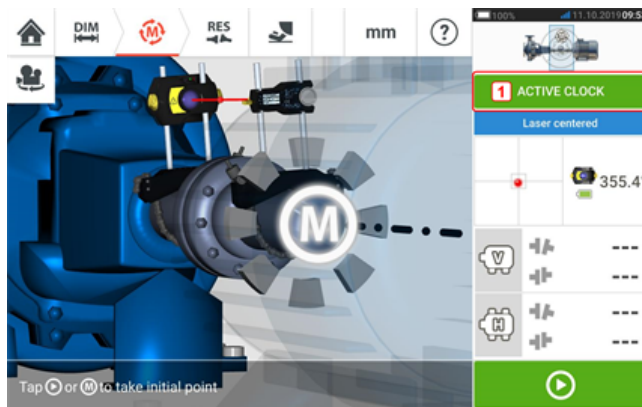 100% 11.10.2019 09:5
DIM
M
RES
mm
?
1 ACTIVE CLOCK
Laser centered
355.4°
M
V
---
---
H
---
---
Tap or M to take initial point